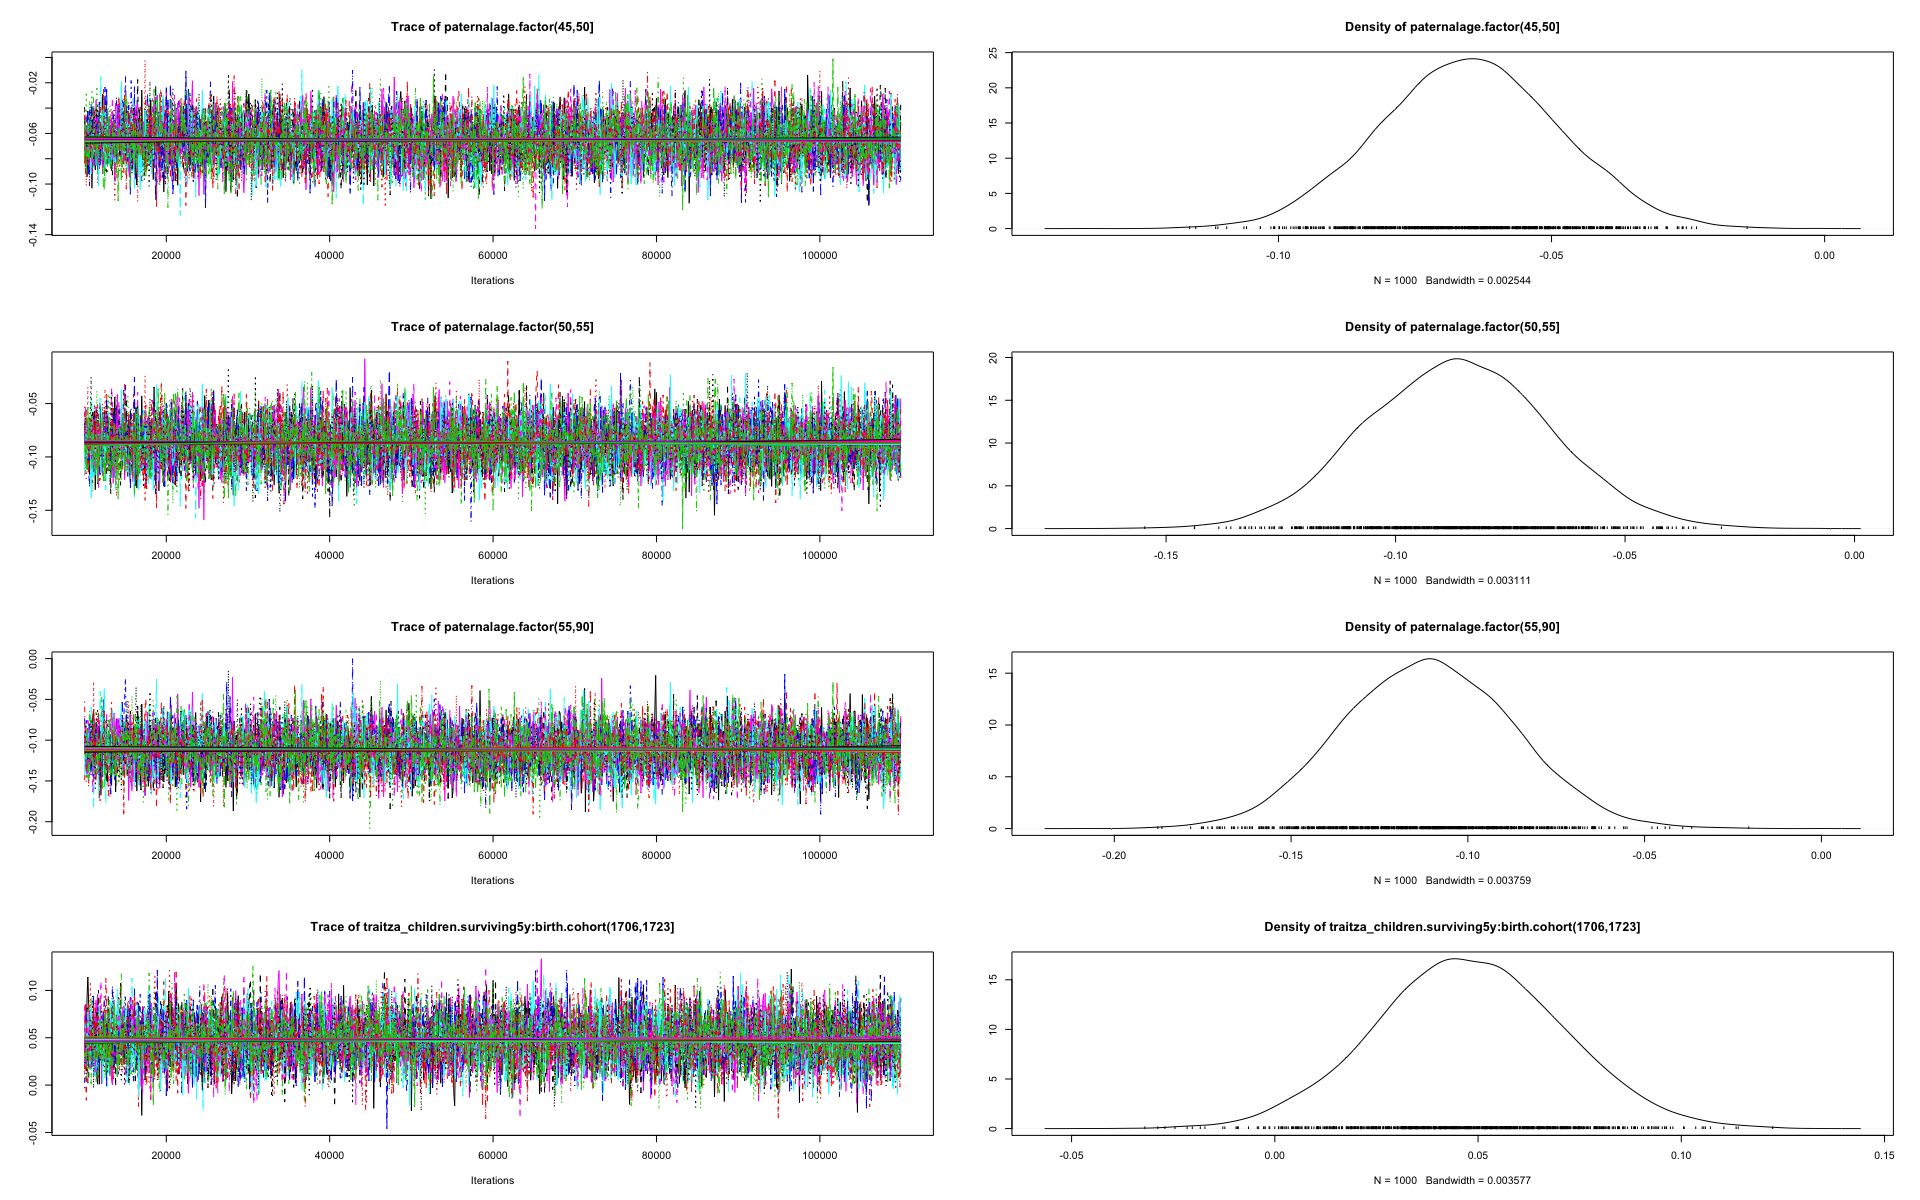 Trace of paternalage.factor(45,50]
-0.02
-0.06
-0.10
-0.14
20000 40000 60000 80000 100000
Iterations
Density of paternalage.factor(45,50]
25
20
15
10
5
0
-0.10 -0.05 0.00
N = 1000 Bandwidth = 0.002544
Trace of paternalage.factor(50,55]
-0.05
-0.10
-0.15
20000 40000 60000 80000 100000
Iterations
Density of paternalage.factor(50,55]
20
15
10
5
0
-0.15 -0.10 -0.05 0.00
N = 1000 Bandwidth = 0.003111
Trace of paternalage.factor(55,90]
0.00
-0.05
-0.10
-0.15
-0.20
20000 40000 60000 80000 100000
Iterations
Density of paternalage.factor(55,90]
15
10
5
0
-0.20 -0.15 -0.10 -0.05 0.00
N = 1000 Bandwidth = 0.003759
Trace of traitza_children.surviving5y:birth.cohort(1706,1723]
0.10
0.05
0.00
-0.05
20000 40000 60000 80000 100000
Iterations
Density of traitza_children.surviving5y:birth.cohort(1706,1723]
15
10
5
0
-0.05 0.00 0.05 0.10 0.15
N = 1000 Bandwidth = 0.003577